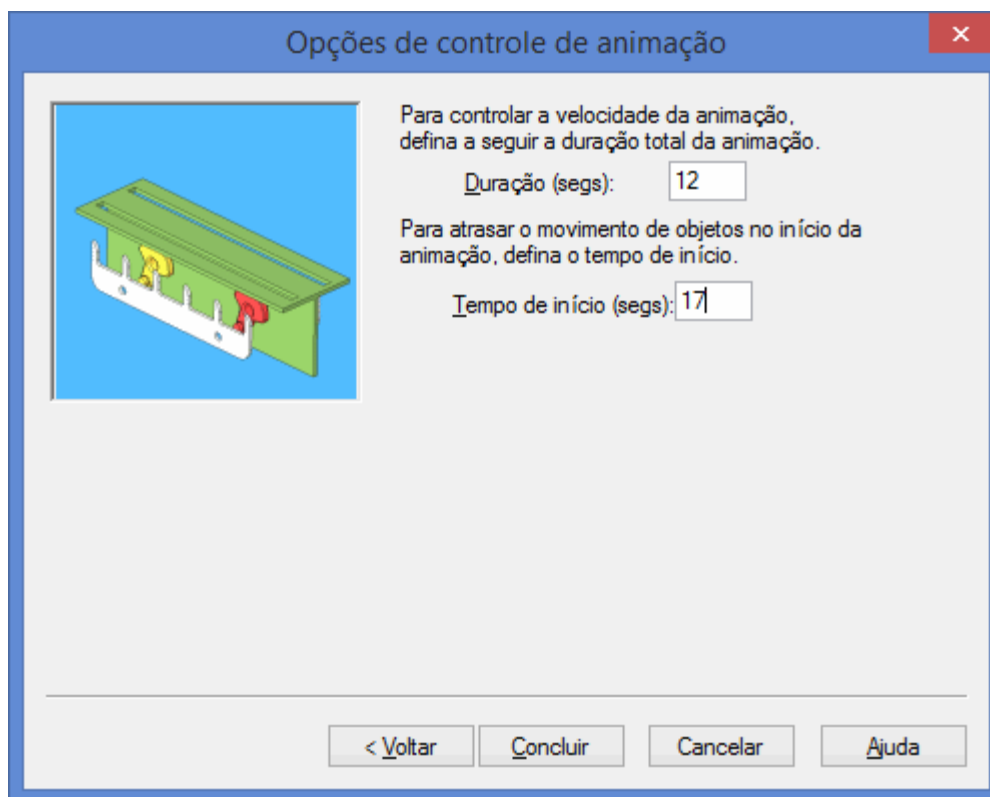 Opções de controle de animação
Para controlar a velocidade da animação,
defina a seguir a duração total da animação.
Duração (segs): 12
Para atrasar o movimento de objetos no início da
animação, defina o tempo de início.
Tempo de início (segs): 17
< Voltar Concluir Cancelar Ajuda